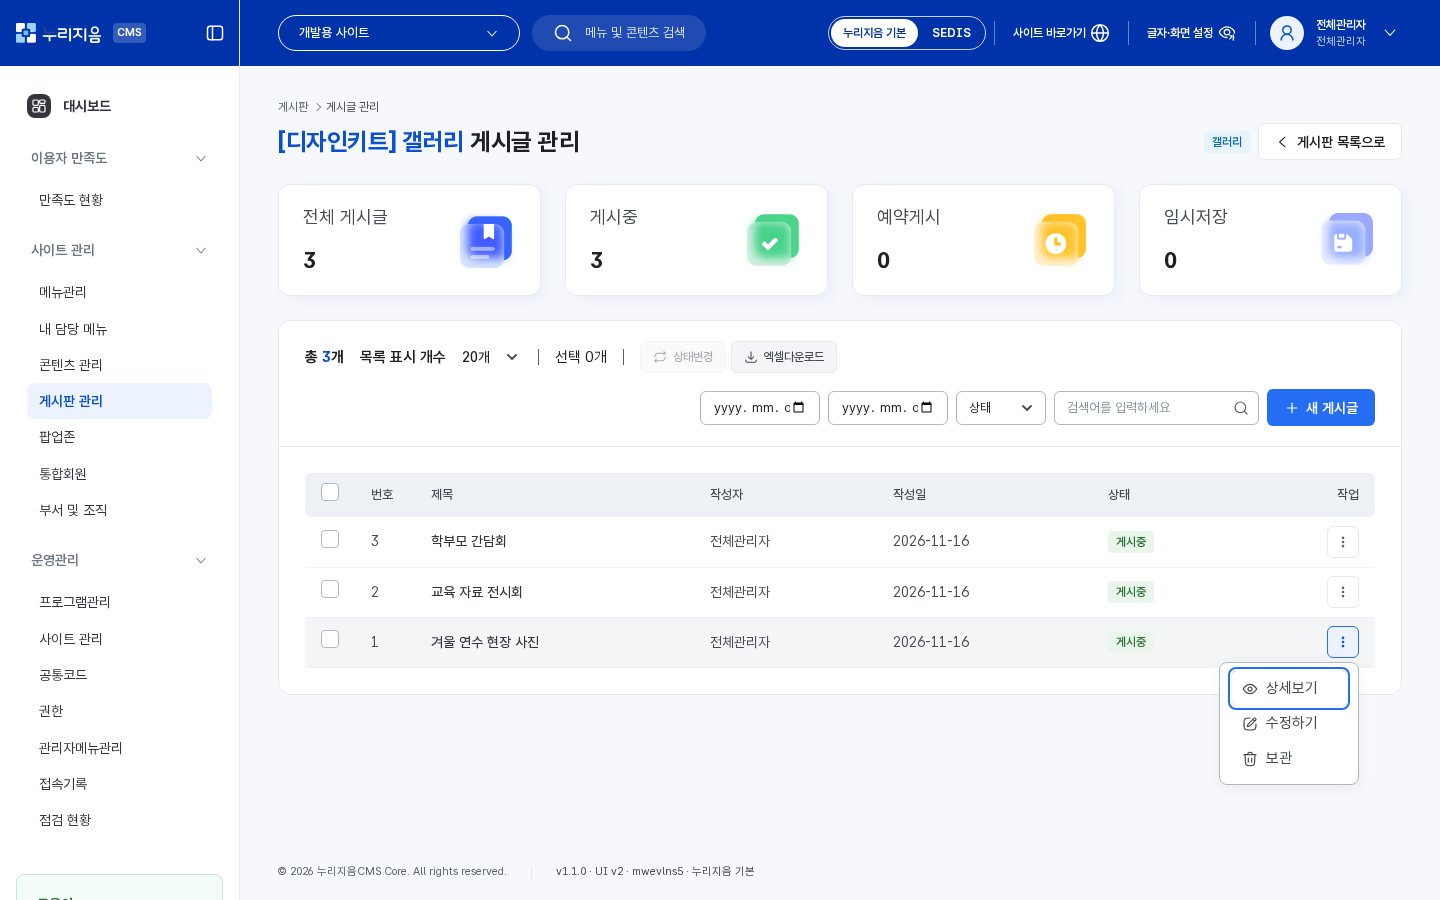 누리지음 CMS
개발용 사이트
메뉴 및 콘텐츠 검색
누리지음 기본
SEDIS
사이트 바로가기
글자·화면 설정
전체관리자
전체관리자
대시보드
이용자 만족도
만족도 현황
사이트 관리
메뉴관리
내 담당 메뉴
콘텐츠 관리
게시판 관리
팝업존
통합회원
부서 및 조직
운영관리
프로그램관리
사이트 관리
공통코드
권한
관리자메뉴관리
접속기록
점검 현황
게시판 > 게시글 관리
[디자인키트] 갤러리 게시글 관리
갤러리
게시판 목록으로
전체 게시글
3
게시중
3
예약게시
0
임시저장
0
총 3개 목록 표시 개수 20개 선택 0개 상태변경 엑셀다운로드
yyyy. mm. d yyyy. mm. d 상태 검색어를 입력하세요 새 게시글
번호 제목 작성자 작성일 상태 작업
3 학부모 간담회 전체관리자 2026-11-16 게시중
2 교육 자료 전시회 전체관리자 2026-11-16 게시중
1 겨울 연수 현장 사진 전체관리자 2026-11-16 게시중
상세보기
수정하기
보관
© 2026 누리지음CMS Core. All rights reserved.
v1.1.0 · UI v2 · mwevlns5 · 누리지음 기본